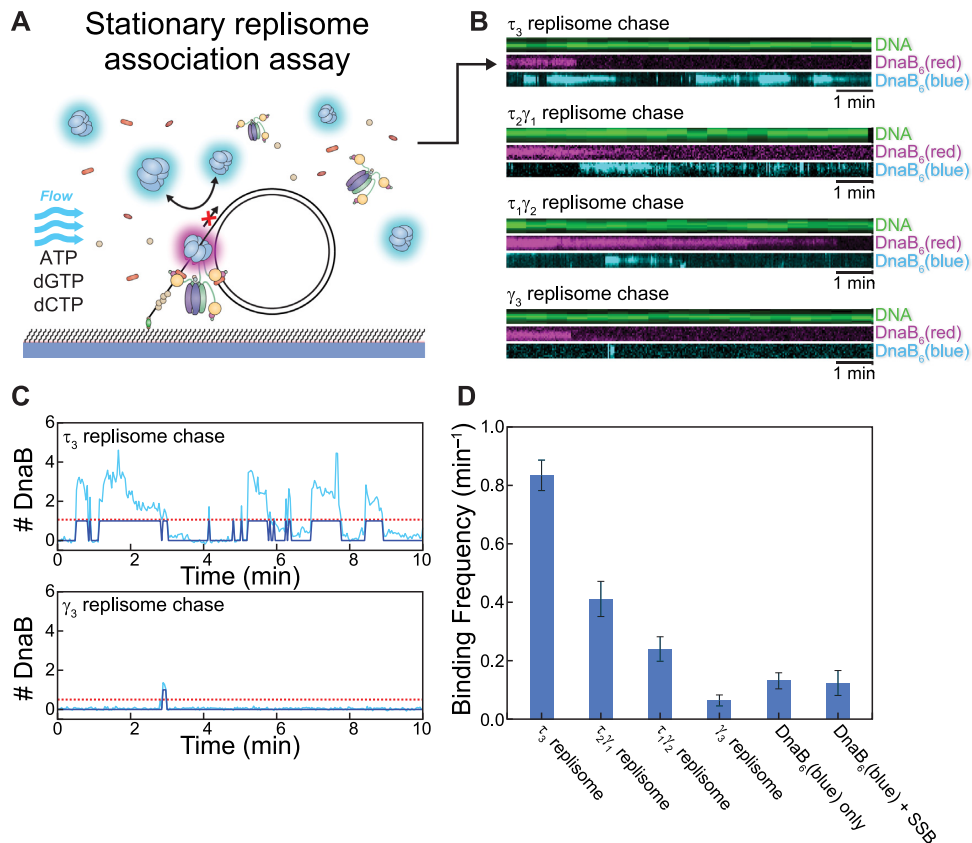 A
Stationary replisome
association assay
Flow
ATP
dGTP
dCTP
B
τ3 replisome chase
DNA
DnaB6(red)
DnaB6(blue)
1 min
τ2γ1 replisome chase
DNA
DnaB6(red)
DnaB6(blue)
1 min
τ1γ2 replisome chase
DNA
DnaB6(red)
DnaB6(blue)
1 min
γ3 replisome chase
DNA
DnaB6(red)
DnaB6(blue)
1 min
C
τ3 replisome chase
# DnaB
6
4
2
0
0 2 4 6 8 10
Time (min)
γ3 replisome chase
# DnaB
6
4
2
0
0 2 4 6 8 10
Time (min)
D
Binding Frequency (min⁻¹)
1.0
0.8
0.6
0.4
0.2
0.0
τ3 replisome
τ2γ1 replisome
τ1γ2 replisome
γ3 replisome
DnaB6(blue) only
DnaB6(blue) + SSB